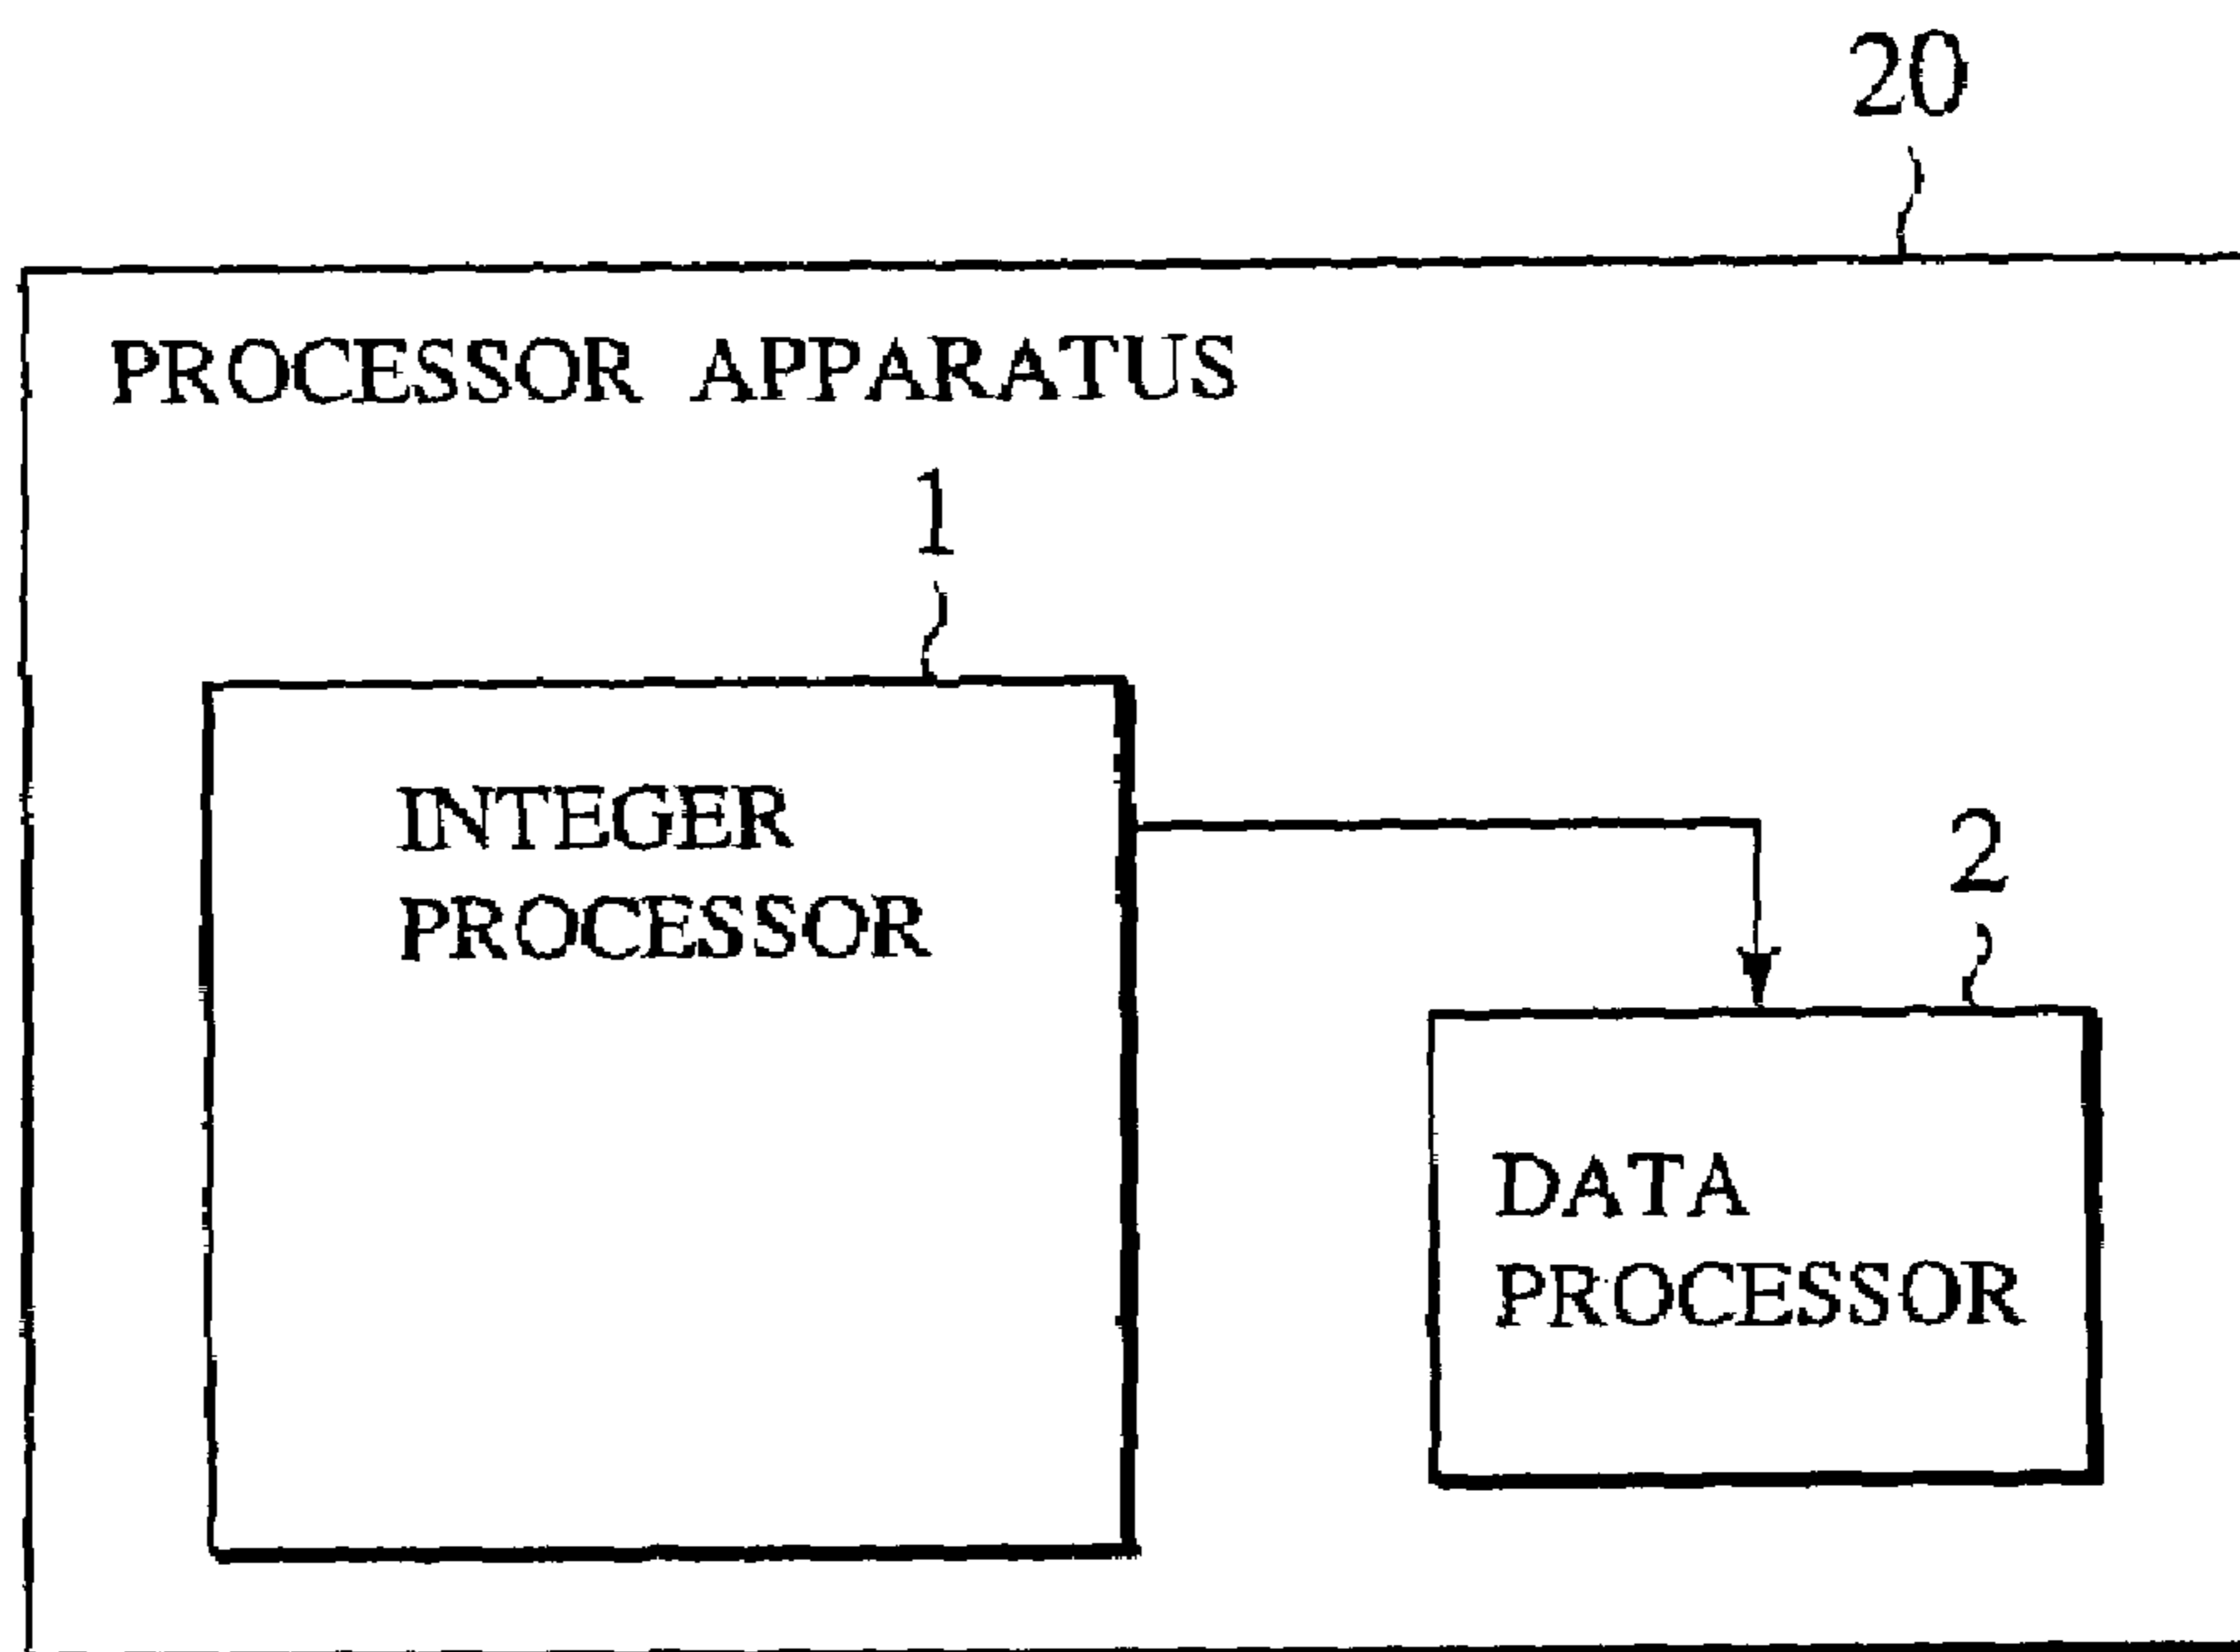 20
PROCESSOR APPARATUS
1
INTEGER
PROCESSOR
2
DATA
PROCESSOR